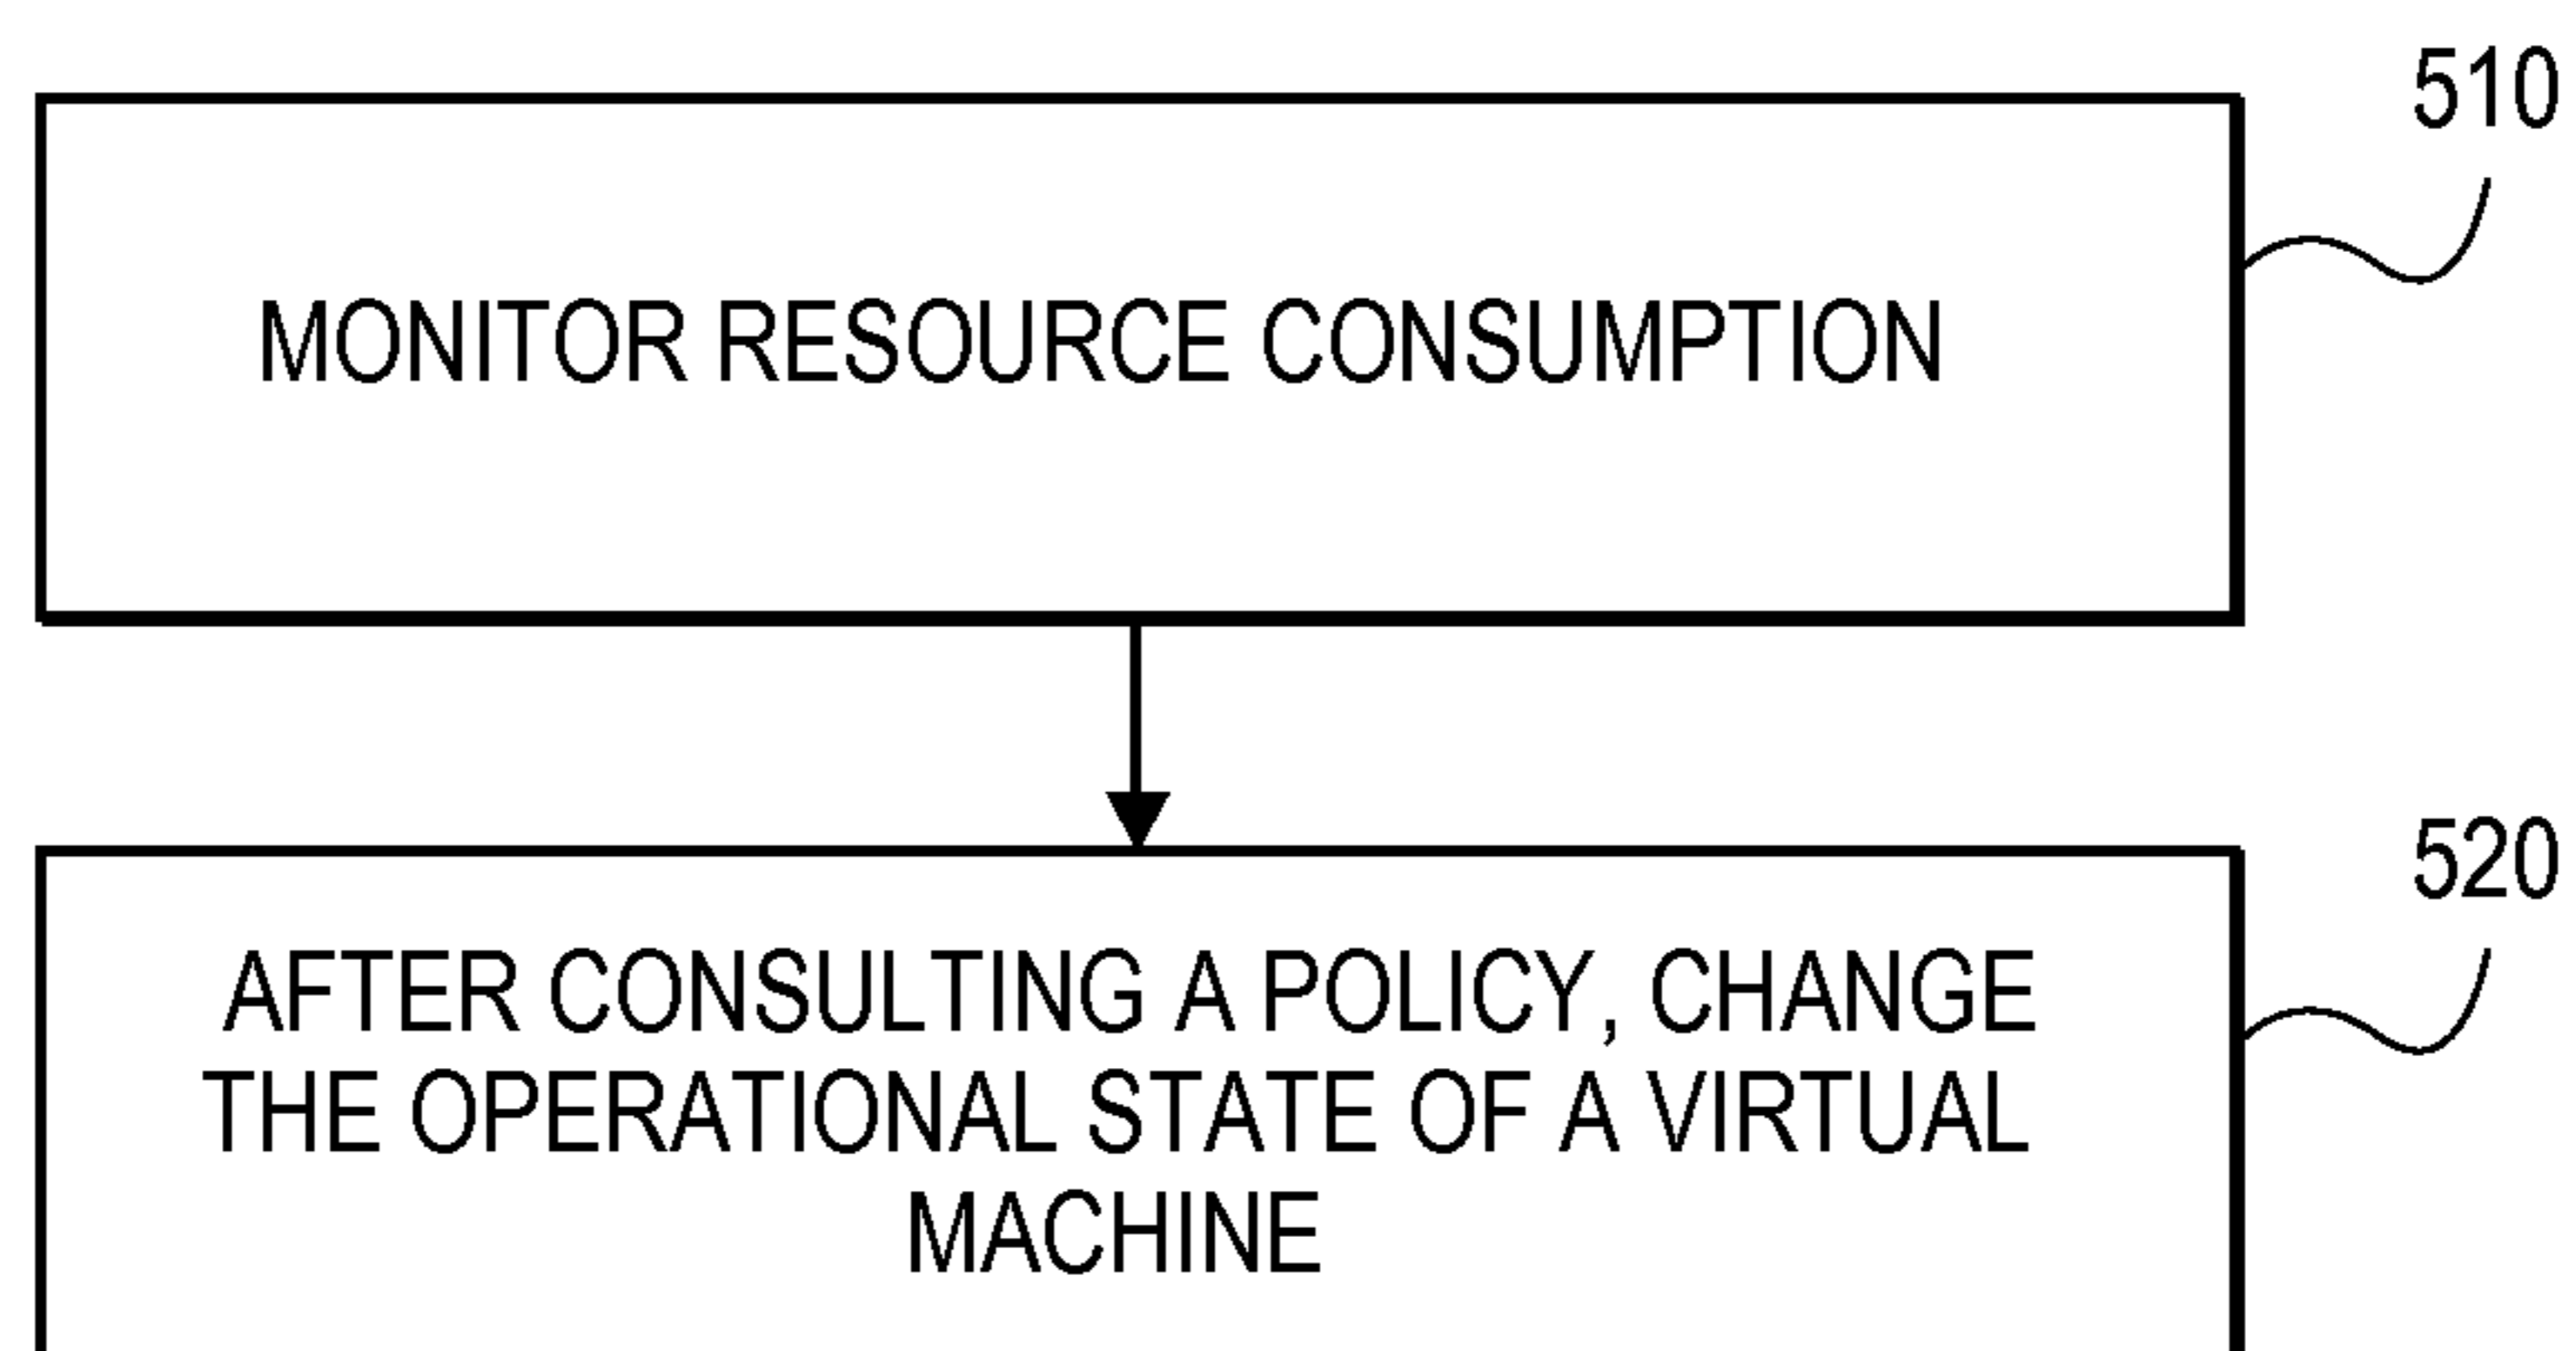 510
MONITOR RESOURCE CONSUMPTION
520
AFTER CONSULTING A POLICY, CHANGE
THE OPERATIONAL STATE OF A VIRTUAL
MACHINE